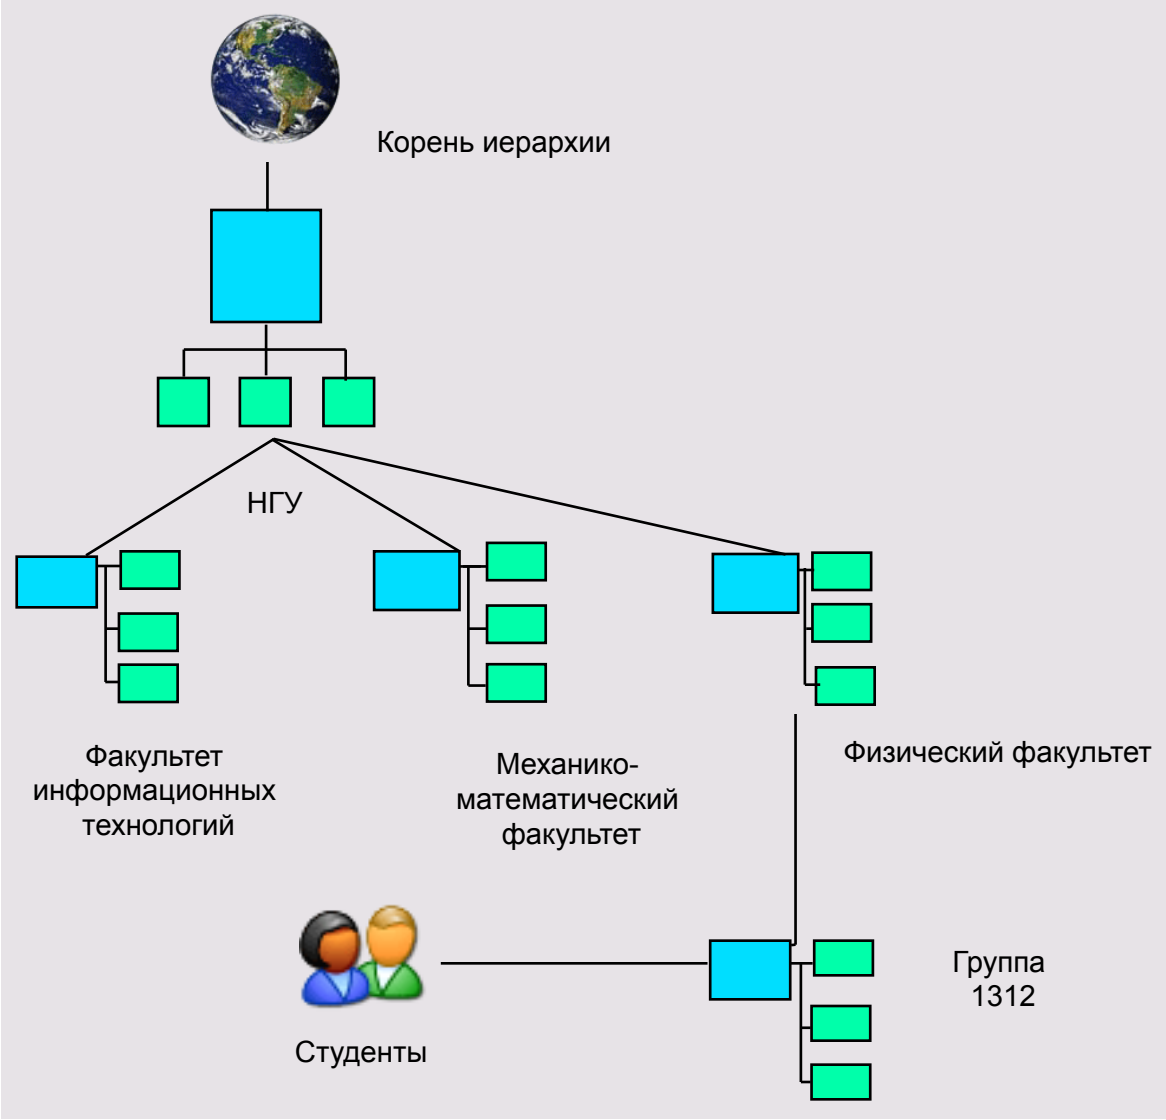 Корень иерархии
НГУ
Факультет
информационных
технологий
Механико-
математический
факультет
Физический факультет
Группа
1312
Студенты